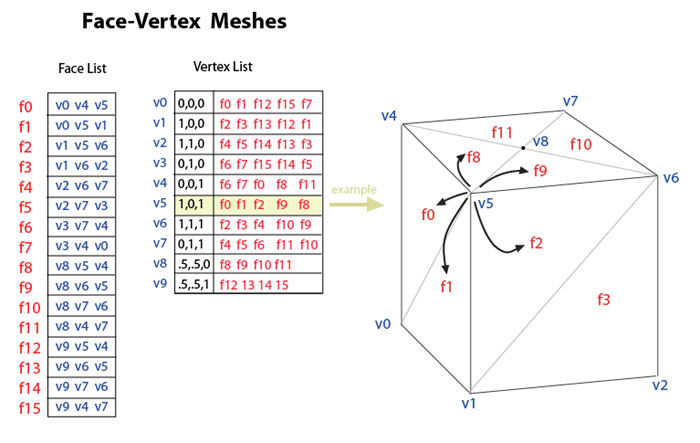 Face-Vertex Meshes
Face List
f0 v0 v4 v5
f1 v0 v5 v1
f2 v1 v5 v6
f3 v1 v6 v2
f4 v2 v6 v7
f5 v2 v7 v3
f6 v3 v7 v4
f7 v3 v4 v0
f8 v8 v5 v4
f9 v8 v6 v5
f10 v8 v7 v6
f11 v8 v4 v7
f12 v9 v5 v4
f13 v9 v6 v5
f14 v9 v7 v6
f15 v9 v4 v7
Vertex List
v0 0,0,0 f0 f1 f12 f15 f7
v1 1,0,0 f2 f3 f13 f12 f1
v2 1,1,0 f4 f5 f14 f13 f3
v3 0,1,0 f6 f7 f15 f14 f5
v4 0,0,1 f6 f7 f0 f8 f11
v5 1,0,1 f0 f1 f2 f9 f8
v6 1,1,1 f2 f3 f4 f10 f9
v7 0,1,1 f4 f5 f6 f11 f10
v8 .5,.5,0 f8 f9 f10 f11
v9 .5,.5,1 f12 13 14 15
example
v7
v4
f11
v8
f10
f8
f9
v6
v5
f0
f2
f1
f3
v0
v2
v1